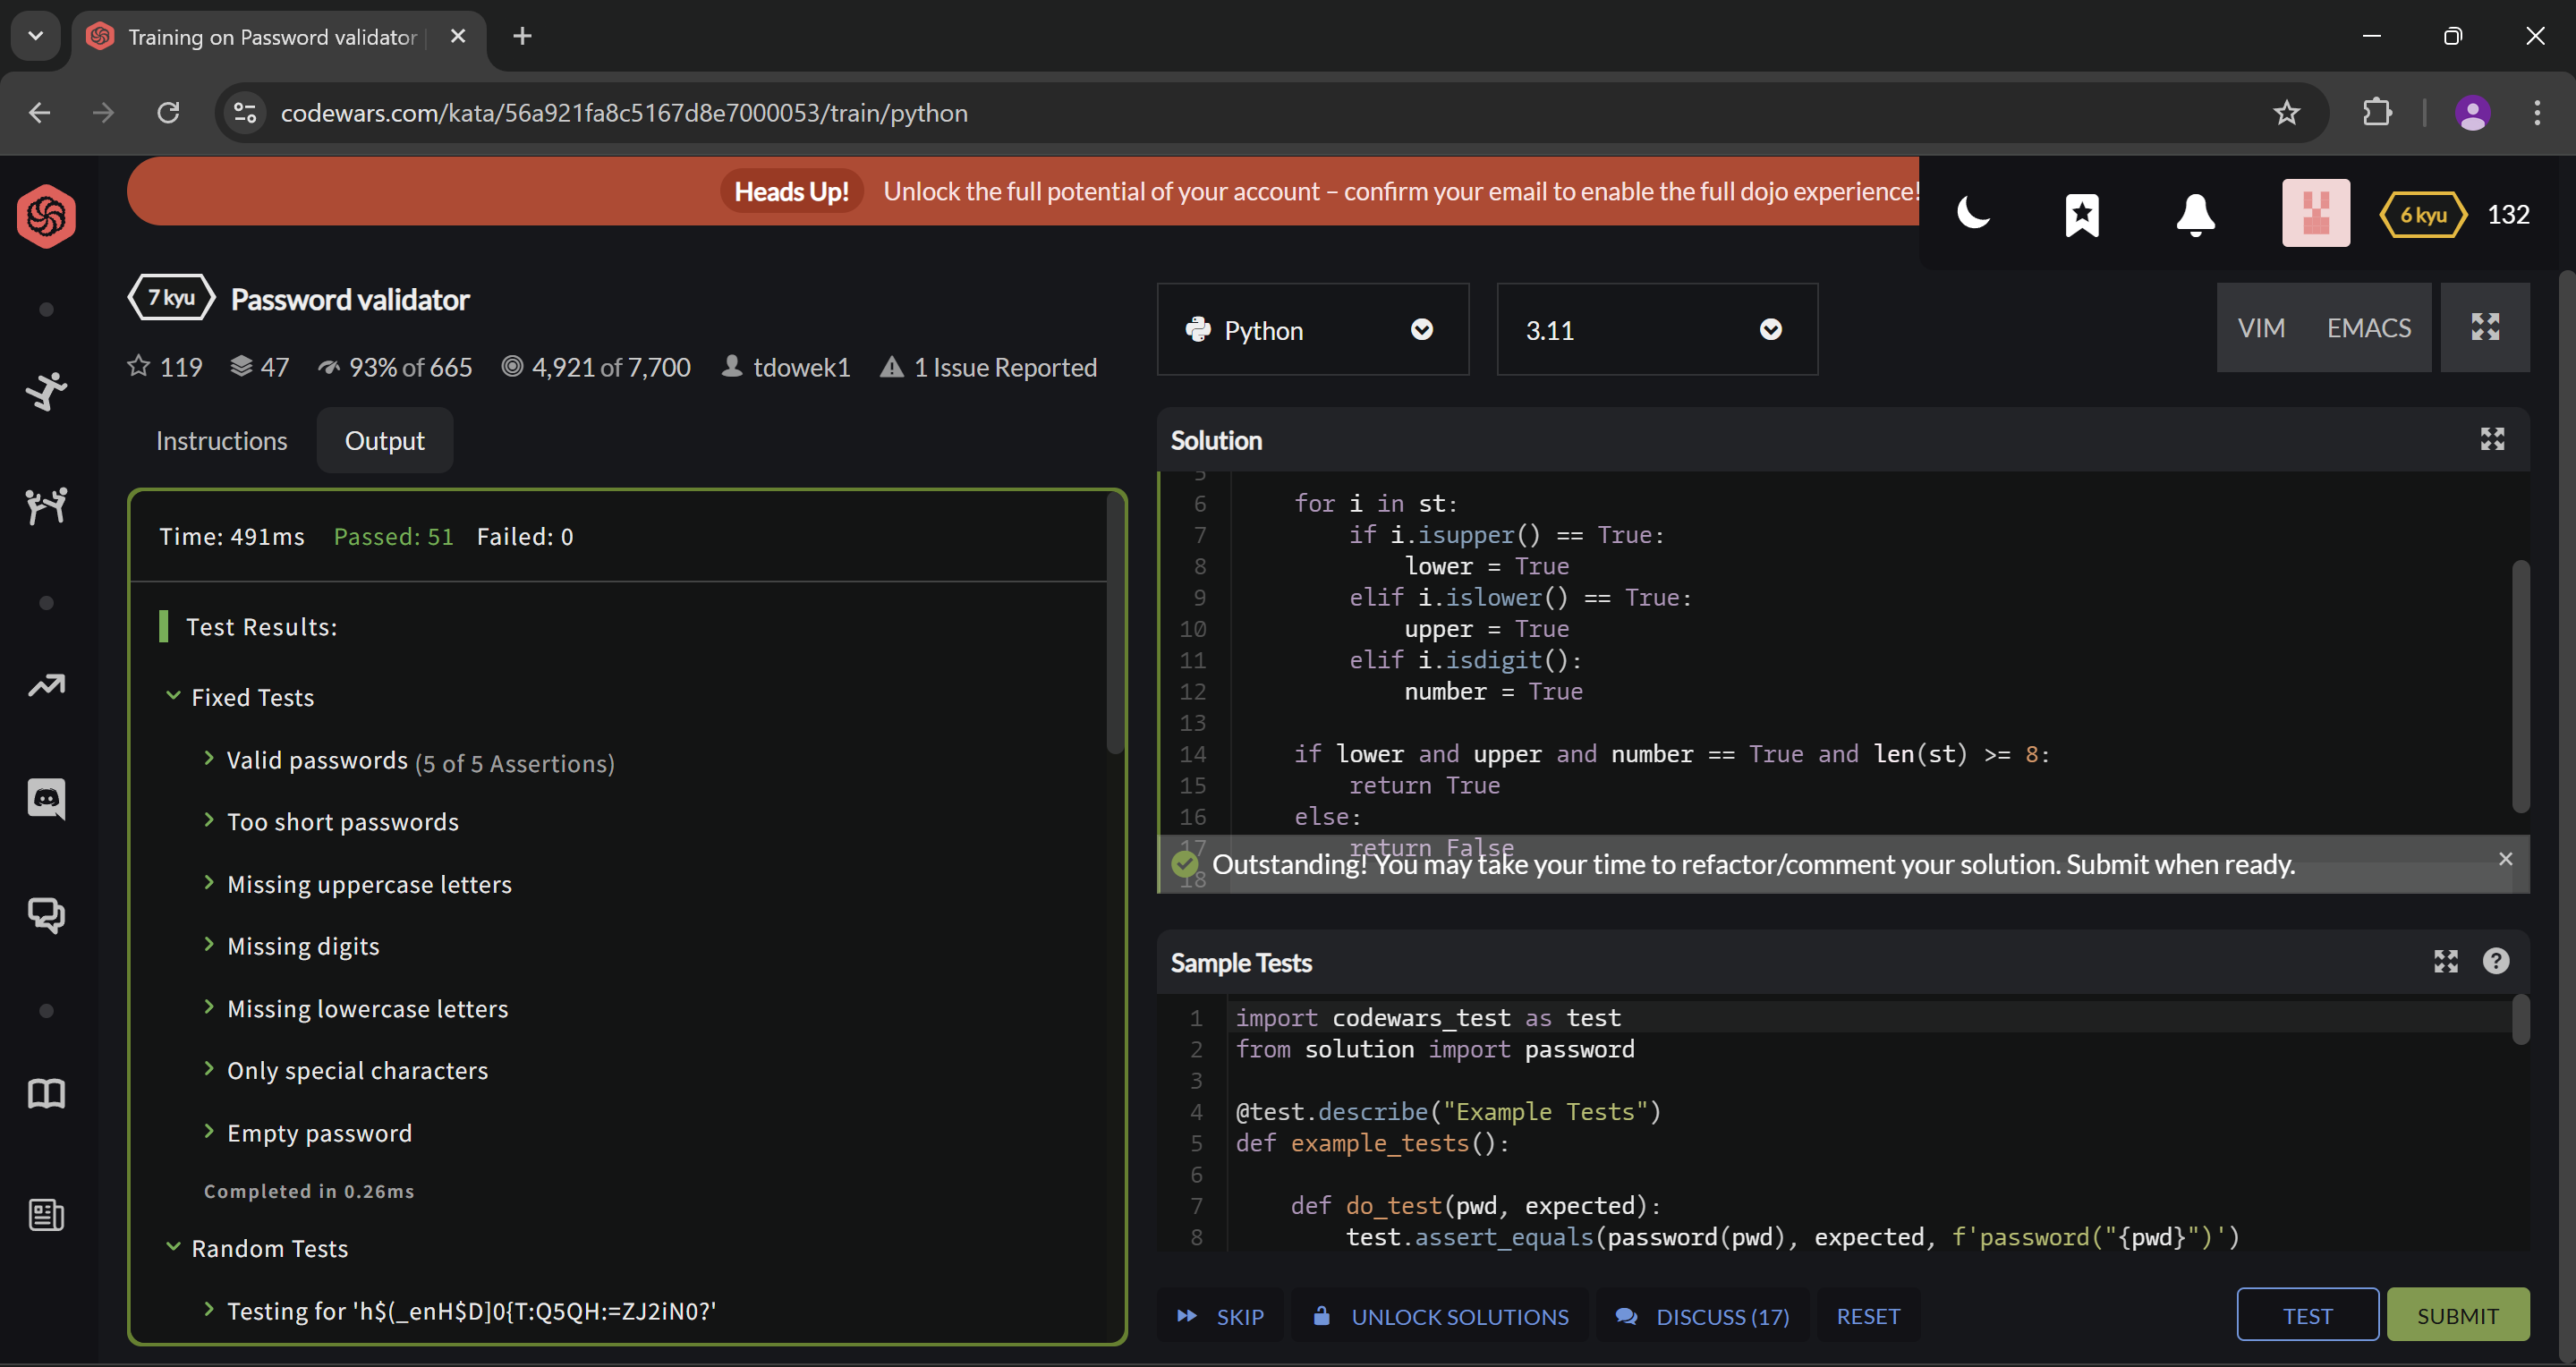 Training on Password validator
codewars.com/kata/56a921fa8c5167d8e7000053/train/python
Heads Up! Unlock the full potential of your account – confirm your email to enable the full dojo experience!
6 kyu 132
7 kyu Password validator
119 47 93% of 665 4,921 of 7,700 tdowek1 1 Issue Reported
Python
3.11
VIM EMACS
Instructions Output
Time: 491ms Passed: 51 Failed: 0
Test Results:
Fixed Tests
Valid passwords (5 of 5 Assertions)
Too short passwords
Missing uppercase letters
Missing digits
Missing lowercase letters
Only special characters
Empty password
Completed in 0.26ms
Random Tests
Testing for 'h$(_enH$D]0{T:Q5QH:=ZJ2iN0?'
Solution
5
6 for i in st:
7 if i.isupper() == True:
8 lower = True
9 elif i.islower() == True:
10 upper = True
11 elif i.isdigit():
12 number = True
13
14 if lower and upper and number == True and len(st) >= 8:
15 return True
16 else:
17 return False
18
Outstanding! You may take your time to refactor/comment your solution. Submit when ready.
Sample Tests
1 import codewars_test as test
2 from solution import password
3
4 @test.describe("Example Tests")
5 def example_tests():
6
7 def do_test(pwd, expected):
8 test.assert_equals(password(pwd), expected, f'password("{pwd}")')
SKIP UNLOCK SOLUTIONS DISCUSS (17) RESET TEST SUBMIT